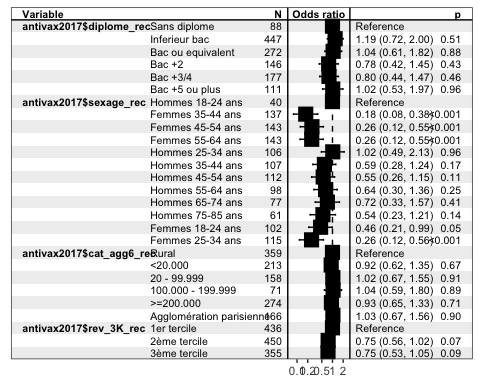 Variable N Odds ratio p
antivax2017$diplome_rec Sans diplome 88 Reference
Inferieur bac 447 1.19 (0.72, 2.00) 0.51
Bac ou equivalent 272 1.04 (0.61, 1.82) 0.88
Bac +2 146 0.78 (0.42, 1.45) 0.43
Bac +3/4 177 0.80 (0.44, 1.47) 0.46
Bac +5 ou plus 111 1.02 (0.53, 1.97) 0.96
antivax2017$sexage_rec Hommes 18-24 ans 40 Reference
Femmes 35-44 ans 137 0.18 (0.08, 0.38) <0.001
Femmes 45-54 ans 143 0.26 (0.12, 0.55) <0.001
Femmes 55-64 ans 143 0.26 (0.12, 0.55) <0.001
Hommes 25-34 ans 106 1.02 (0.49, 2.13) 0.96
Hommes 35-44 ans 107 0.59 (0.28, 1.24) 0.17
Hommes 45-54 ans 112 0.55 (0.26, 1.15) 0.11
Hommes 55-64 ans 98 0.64 (0.30, 1.36) 0.25
Hommes 65-74 ans 77 0.72 (0.33, 1.57) 0.41
Hommes 75-85 ans 61 0.54 (0.23, 1.21) 0.14
Femmes 18-24 ans 102 0.46 (0.21, 0.99) 0.05
Femmes 25-34 ans 115 0.26 (0.12, 0.56) <0.001
antivax2017$cat_agg6_rec Rural 359 Reference
<20.000 213 0.92 (0.62, 1.35) 0.67
20 - 99.999 158 1.02 (0.67, 1.55) 0.91
100.000 - 199.999 71 1.04 (0.59, 1.80) 0.89
>=200.000 274 0.93 (0.65, 1.33) 0.71
Agglomération parisienne 166 1.03 (0.67, 1.56) 0.90
antivax2017$rev_3K_rec 1er tercile 436 Reference
2ème tercile 450 0.75 (0.56, 1.02) 0.07
3ème tercile 355 0.75 (0.53, 1.05) 0.09
0.1 0.2 0.5 1 2